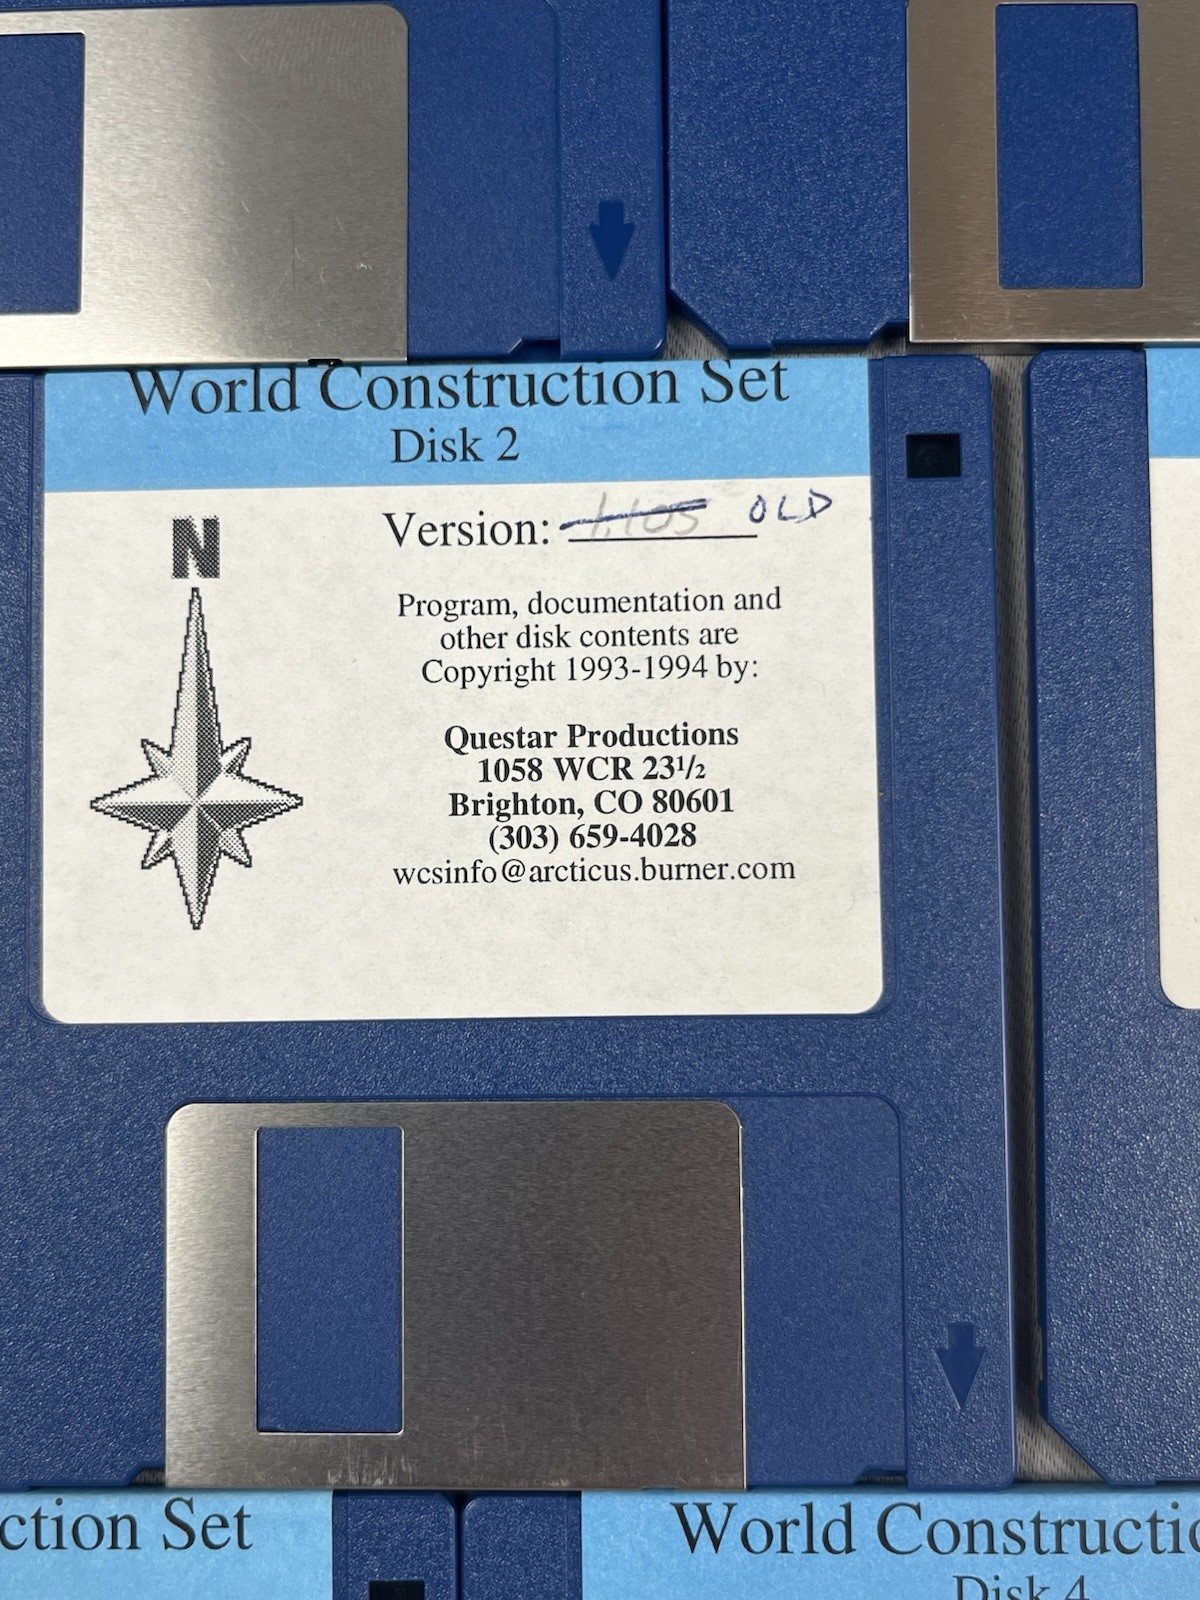 World Construction Set
Disk 2
N
Version: 1.105 OLD
Program, documentation and
other disk contents are
Copyright 1993-1994 by:
Questar Productions
1058 WCR 23½
Brighton, CO 80601
(303) 659-4028
wcsinfo@arcticus.burner.com
ction Set
World Constructio
Disk 4